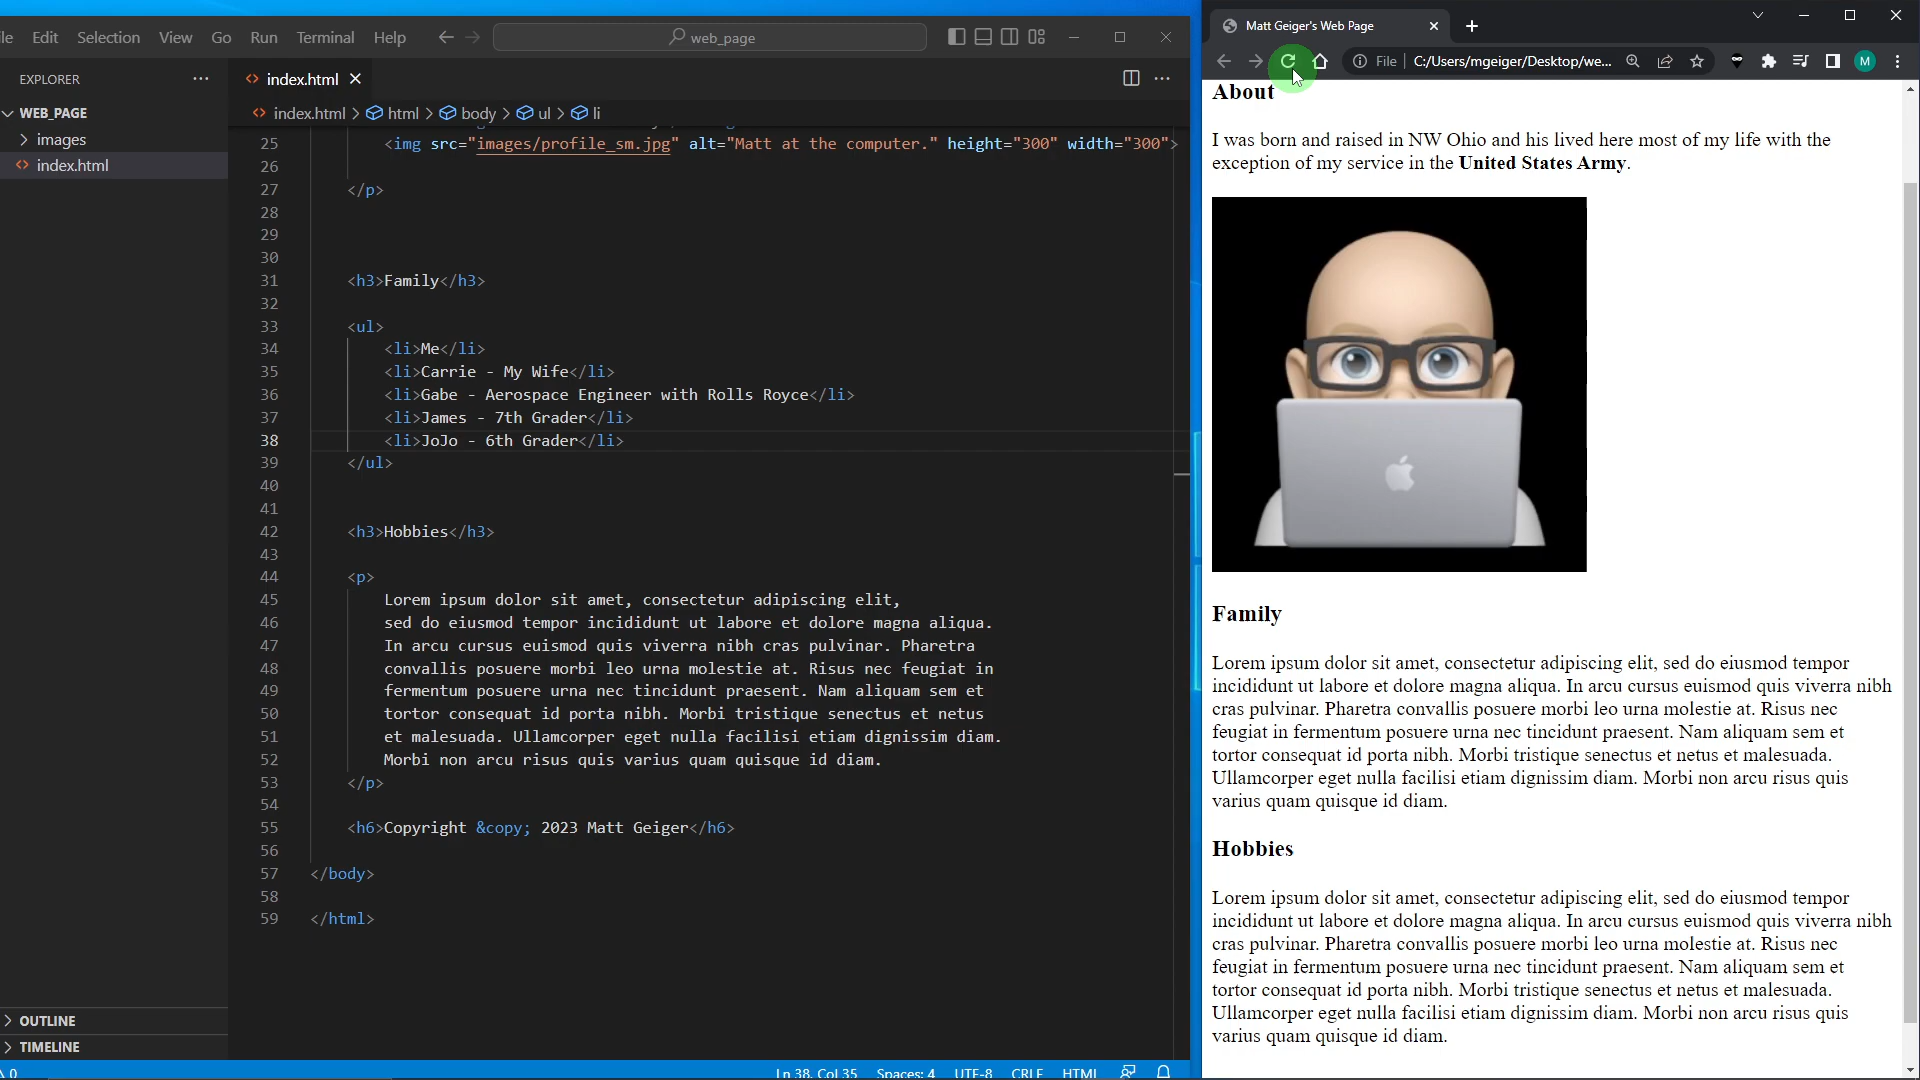 le Edit Selection View Go Run Terminal Help
web_page
EXPLORER
index.html
WEB_PAGE
images
index.html
index.html > html > body > ul > li
25 <img src="images/profile_sm.jpg" alt="Matt at the computer." height="300" width="300">
26
27 </p>
28
29
30
31 <h3>Family</h3>
32
33 <ul>
34 <li>Me</li>
35 <li>Carrie - My Wife</li>
36 <li>Gabe - Aerospace Engineer with Rolls Royce</li>
37 <li>James - 7th Grader</li>
38 <li>JoJo - 6th Grader</li>
39 </ul>
40
41
42 <h3>Hobbies</h3>
43
44 <p>
45 Lorem ipsum dolor sit amet, consectetur adipiscing elit,
46 sed do eiusmod tempor incididunt ut labore et dolore magna aliqua.
47 In arcu cursus euismod quis viverra nibh cras pulvinar. Pharetra
48 convallis posuere morbi leo urna molestie at. Risus nec feugiat in
49 fermentum posuere urna nec tincidunt praesent. Nam aliquam sem et
50 tortor consequat id porta nibh. Morbi tristique senectus et netus
51 et malesuada. Ullamcorper eget nulla facilisi etiam dignissim diam.
52 Morbi non arcu risus quis varius quam quisque id diam.
53 </p>
54
55 <h6>Copyright &copy; 2023 Matt Geiger</h6>
56
57 </body>
58
59 </html>
OUTLINE
TIMELINE
0
Ln 38, Col 35 Spaces: 4 UTF-8 CRLF HTML
Matt Geiger's Web Page
File C:/Users/mgeiger/Desktop/we...
M
About
I was born and raised in NW Ohio and his lived here most of my life with the
exception of my service in the United States Army.
Family
Lorem ipsum dolor sit amet, consectetur adipiscing elit, sed do eiusmod tempor
incididunt ut labore et dolore magna aliqua. In arcu cursus euismod quis viverra nibh
cras pulvinar. Pharetra convallis posuere morbi leo urna molestie at. Risus nec
feugiat in fermentum posuere urna nec tincidunt praesent. Nam aliquam sem et
tortor consequat id porta nibh. Morbi tristique senectus et netus et malesuada.
Ullamcorper eget nulla facilisi etiam dignissim diam. Morbi non arcu risus quis
varius quam quisque id diam.
Hobbies
Lorem ipsum dolor sit amet, consectetur adipiscing elit, sed do eiusmod tempor
incididunt ut labore et dolore magna aliqua. In arcu cursus euismod quis viverra nibh
cras pulvinar. Pharetra convallis posuere morbi leo urna molestie at. Risus nec
feugiat in fermentum posuere urna nec tincidunt praesent. Nam aliquam sem et
tortor consequat id porta nibh. Morbi tristique senectus et netus et malesuada.
Ullamcorper eget nulla facilisi etiam dignissim diam. Morbi non arcu risus quis
varius quam quisque id diam.